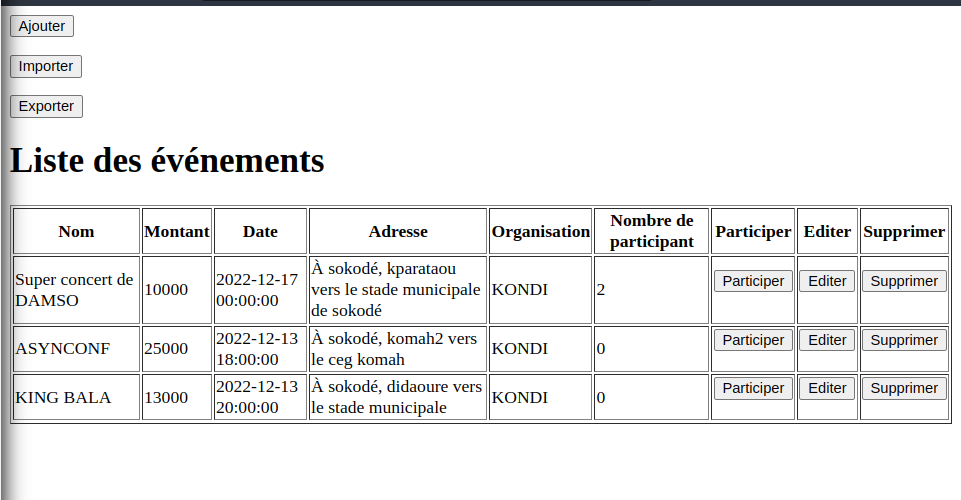 Ajouter
Importer
Exporter
Liste des événements
Nom Montant Date Adresse Organisation Nombre de participant Participer Editer Supprimer
Super concert de DAMSO 10000 2022-12-17 00:00:00 À sokodé, kparataou vers le stade municipale de sokodé KONDI 2 Participer Editer Supprimer
ASYNCONF 25000 2022-12-13 18:00:00 À sokodé, komah2 vers le ceg komah KONDI 0 Participer Editer Supprimer
KING BALA 13000 2022-12-13 20:00:00 À sokodé, didaoure vers le stade municipale KONDI 0 Participer Editer Supprimer